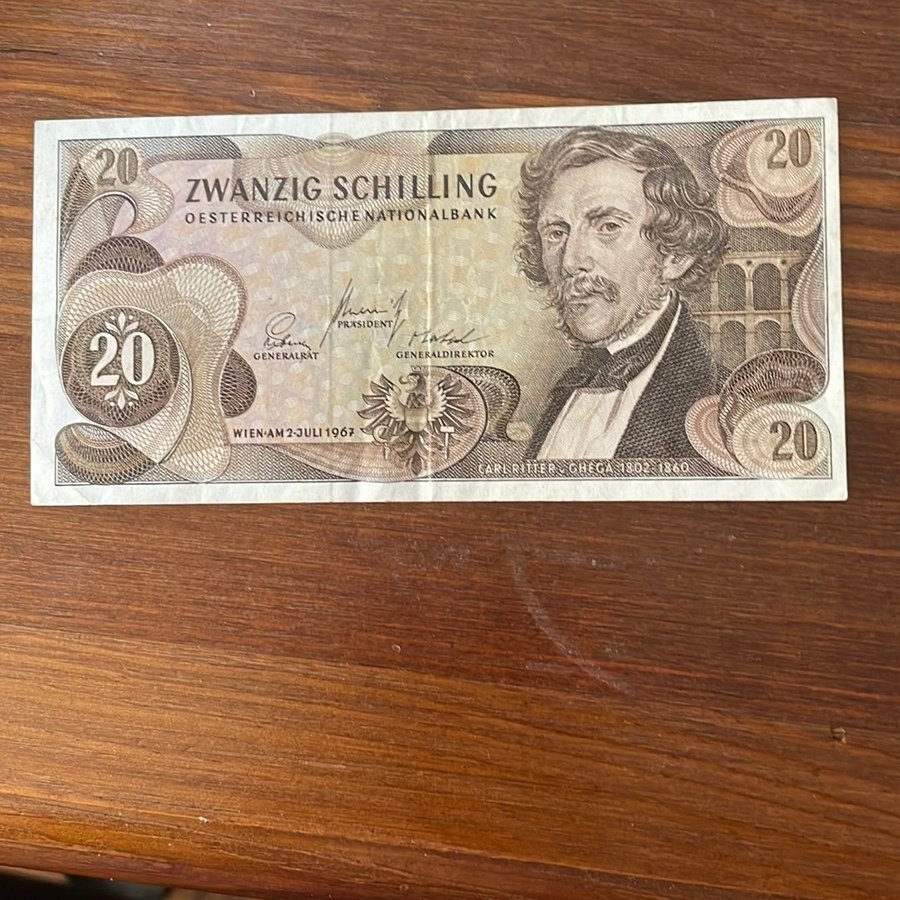 20
20
ZWANZIG SCHILLING
OESTERREICHISCHE NATIONALBANK
PRÄSIDENT
GENERALRAT
GENERALDIREKTOR
20
WIEN·AM 2·JULI 1967
20
CARL RITTER v. GHEGA 1802-1860